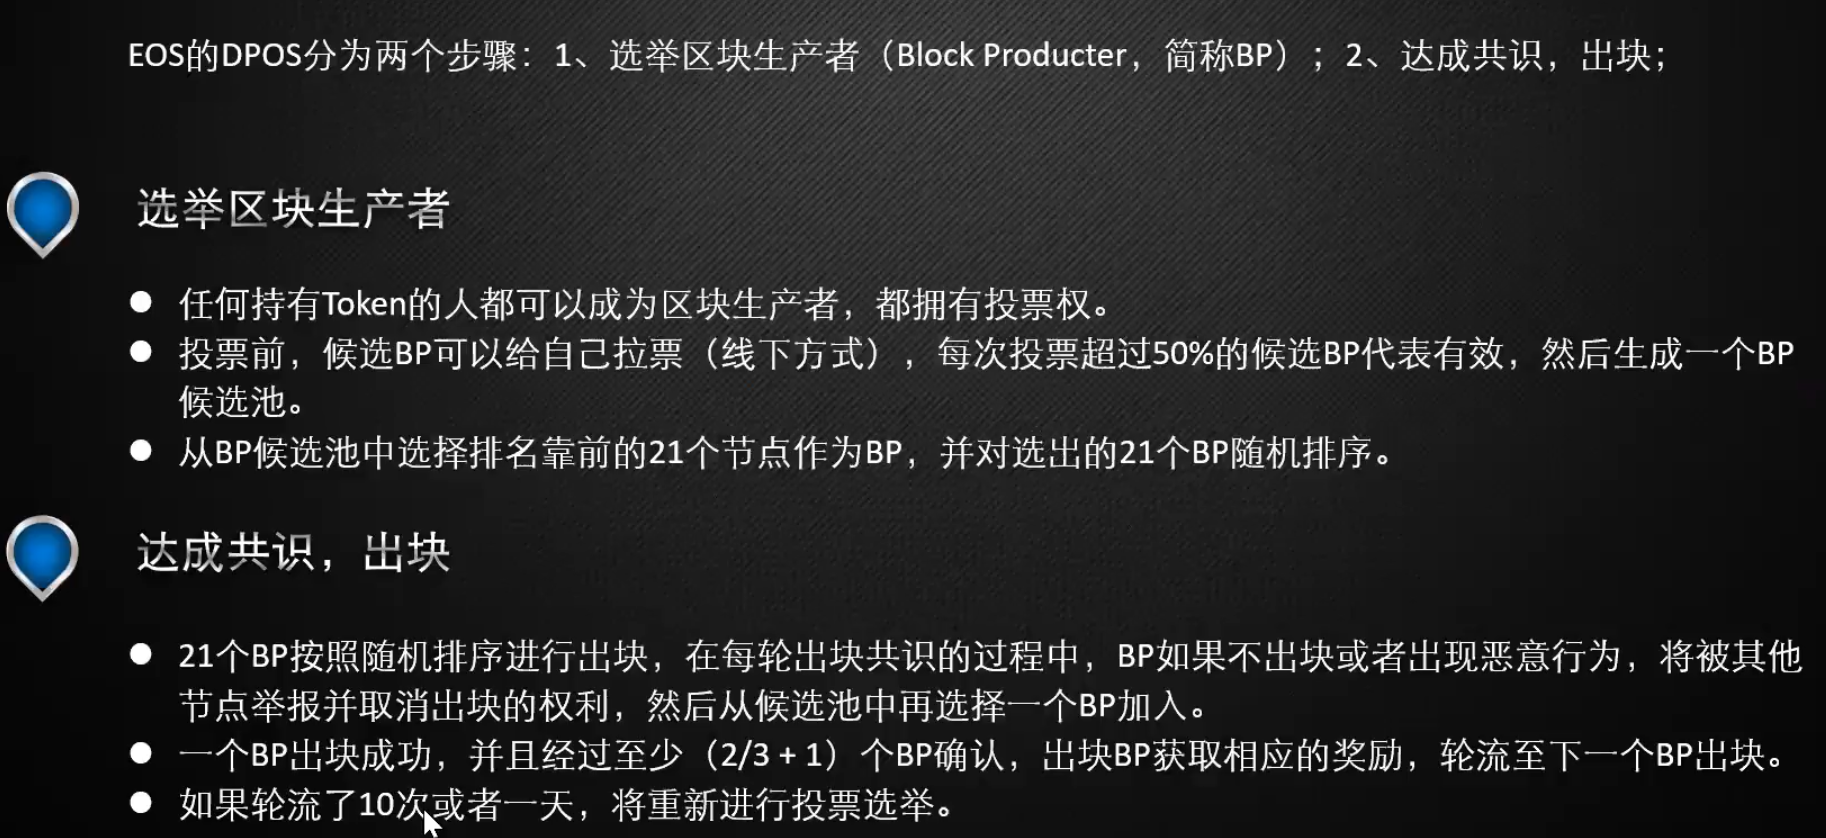 EOS的DPOS分为两个步骤：1、选举区块生产者（Block Producter，简称BP）；2、达成共识，出块；
选举区块生产者
任何持有Token的人都可以成为区块生产者，都拥有投票权。
投票前，候选BP可以给自己拉票（线下方式），每次投票超过50%的候选BP代表有效，然后生成一个BP
候选池。
从BP候选池中选择排名靠前的21个节点作为BP，并对选出的21个BP随机排序。
达成共识，出块
21个BP按照随机排序进行出块，在每轮出块共识的过程中，BP如果不出块或者出现恶意行为，将被其他
节点举报并取消出块的权利，然后从候选池中再选择一个BP加入。
一个BP出块成功，并且经过至少（2/3 + 1）个BP确认，出块BP获取相应的奖励，轮流至下一个BP出块。
如果轮流了10次或者一天，将重新进行投票选举。